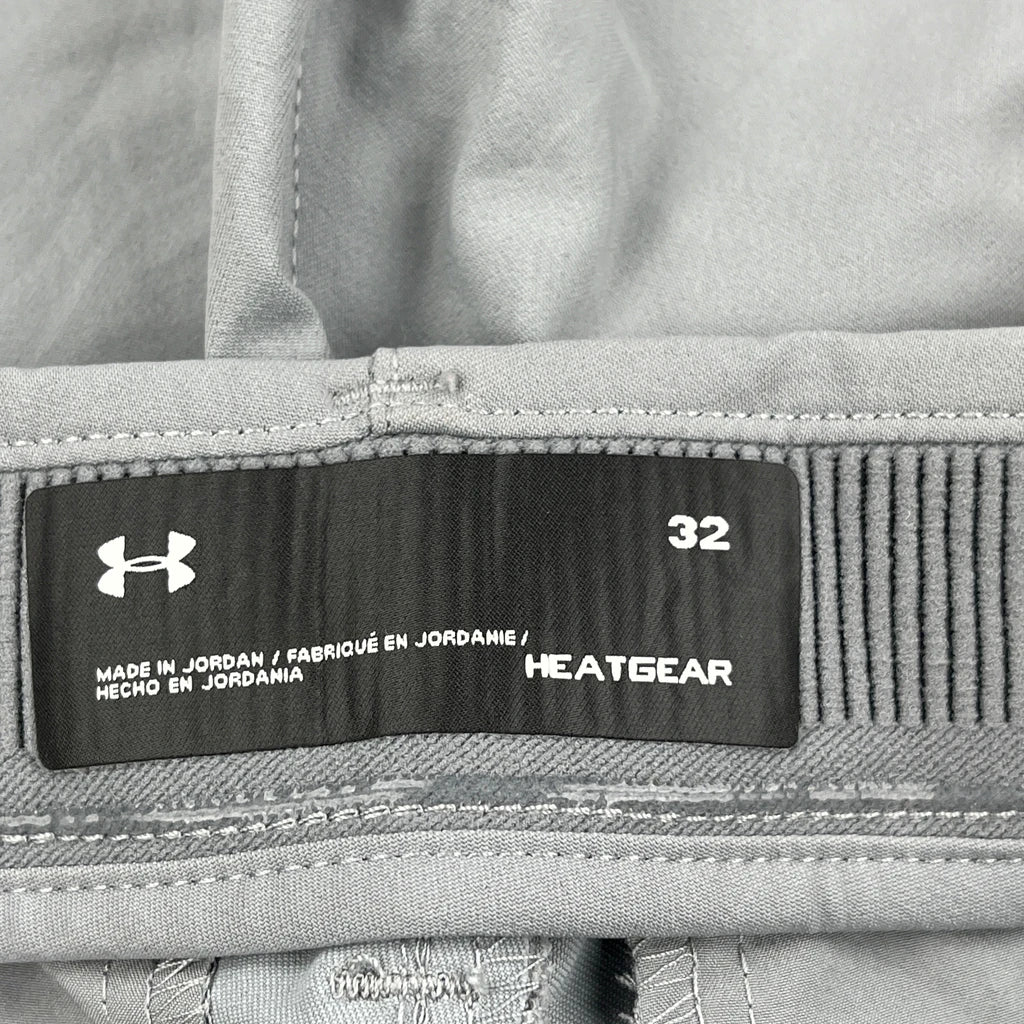 32
MADE IN JORDAN / FABRIQUÉ EN JORDANIE /
HECHO EN JORDANIA
HEATGEAR